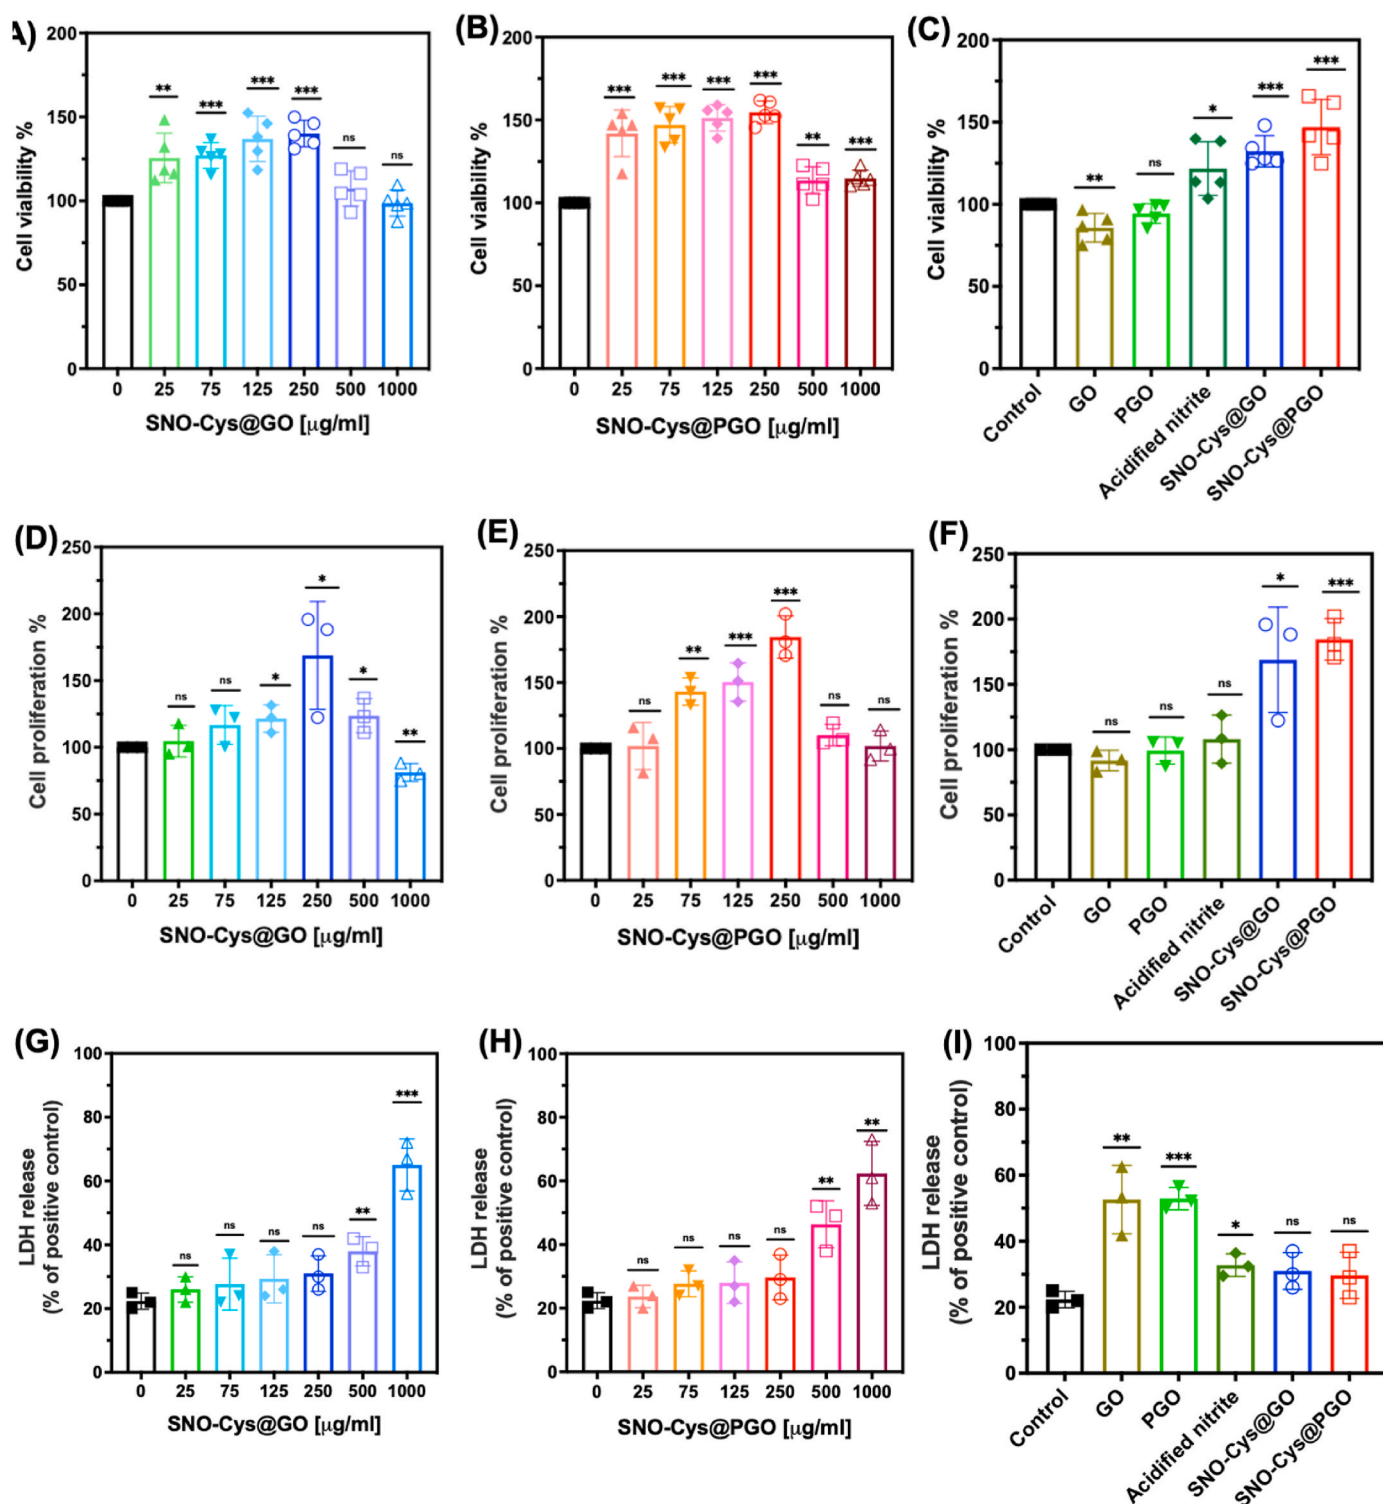 A)
200
150
100
50
0
Cell vialbility %
** *** *** *** ns ns
0 25 75 125 250 500 1000
SNO-Cys@GO [μg/ml]
(B)
200
150
100
50
0
Cell vialbility %
*** *** *** *** ** ***
0 25 75 125 250 500 1000
SNO-Cys@PGO [μg/ml]
(C)
200
150
100
50
0
Cell vialbility %
** ns * *** ***
Control GO PGO Acidified nitrite SNO-Cys@GO SNO-Cys@PGO
(D)
250
200
150
100
50
0
Cell proliferation %
ns ns * * * **
0 25 75 125 250 500 1000
SNO-Cys@GO [μg/ml]
(E)
250
200
150
100
50
0
Cell proliferation %
ns ** *** *** ns ns
0 25 75 125 250 500 1000
SNO-Cys@PGO [μg/ml]
(F)
250
200
150
100
50
0
Cell proliferation %
ns ns ns * ***
Control GO PGO Acidified nitrite SNO-Cys@GO SNO-Cys@PGO
(G)
100
80
60
40
20
0
LDH release
(% of positive control)
ns ns ns ns ** ***
0 25 75 125 250 500 1000
SNO-Cys@GO [μg/ml]
(H)
100
80
60
40
20
0
LDH release
(% of positive control)
ns ns ns ns ** **
0 25 75 125 250 500 1000
SNO-Cys@PGO [μg/ml]
(I)
100
80
60
40
20
0
LDH release
(% of positive control)
** *** * ns ns
Control GO PGO Acidified nitrite SNO-Cys@GO SNO-Cys@PGO